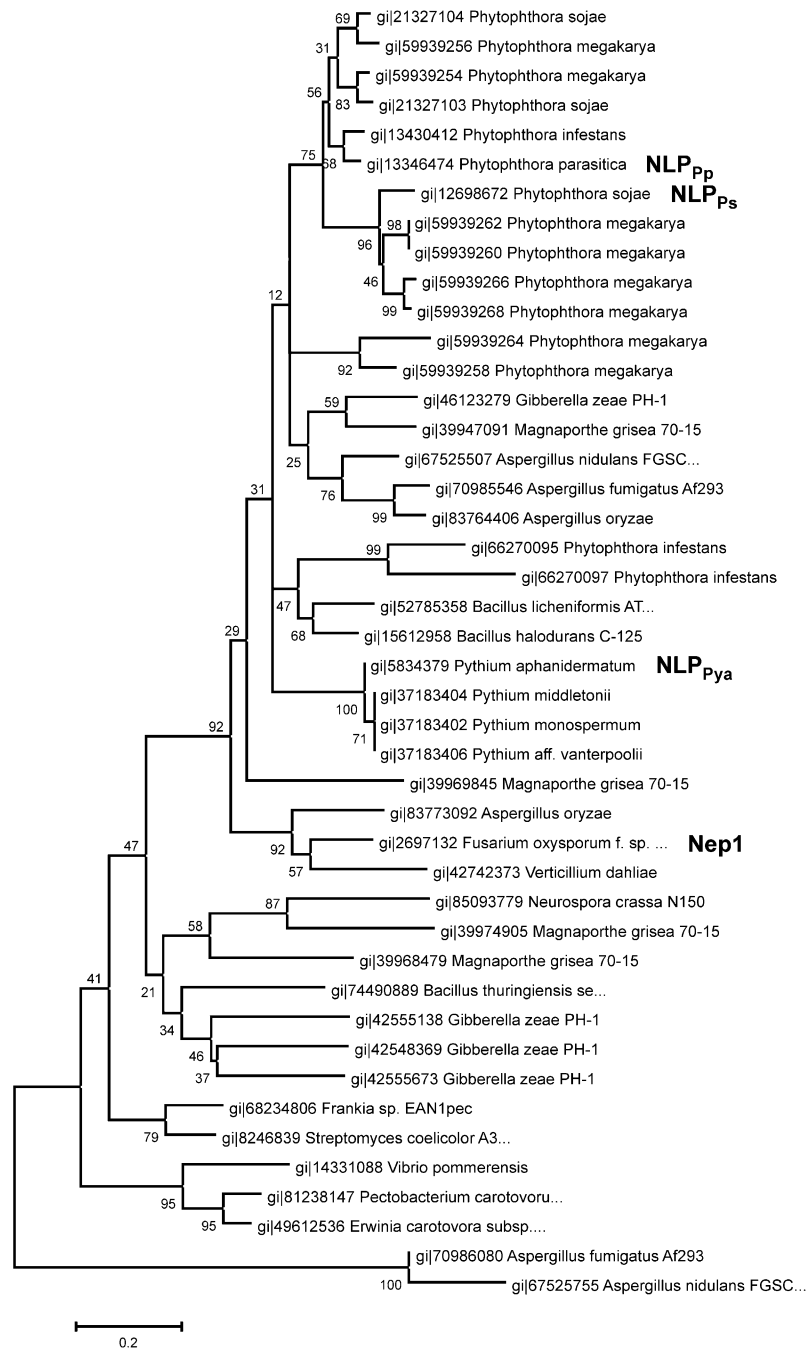 69
gi|21327104 Phytophthora sojae
31
gi|59939256 Phytophthora megakarya
gi|59939254 Phytophthora megakarya
56
83
gi|21327103 Phytophthora sojae
gi|13430412 Phytophthora infestans
75
68
gi|13346474 Phytophthora parasitica NLPPp
gi|12698672 Phytophthora sojae NLPPs
98
gi|59939262 Phytophthora megakarya
96
gi|59939260 Phytophthora megakarya
46
gi|59939266 Phytophthora megakarya
12
99
gi|59939268 Phytophthora megakarya
gi|59939264 Phytophthora megakarya
92
gi|59939258 Phytophthora megakarya
59
gi|46123279 Gibberella zeae PH-1
gi|39947091 Magnaporthe grisea 70-15
25
gi|67525507 Aspergillus nidulans FGSC...
31
76
gi|70985546 Aspergillus fumigatus Af293
99
gi|83764406 Aspergillus oryzae
99
gi|66270095 Phytophthora infestans
gi|66270097 Phytophthora infestans
47
gi|52785358 Bacillus licheniformis AT...
29
68
gi|15612958 Bacillus halodurans C-125
gi|5834379 Pythium aphanidermatum NLPPya
gi|37183404 Pythium middletonii
100
92
gi|37183402 Pythium monospermum
71
gi|37183406 Pythium aff. vanterpoolii
gi|39969845 Magnaporthe grisea 70-15
gi|83773092 Aspergillus oryzae
47
92
gi|2697132 Fusarium oxysporum f. sp. ... Nep1
57
gi|42742373 Verticillium dahliae
87
gi|85093779 Neurospora crassa N150
58
gi|39974905 Magnaporthe grisea 70-15
gi|39968479 Magnaporthe grisea 70-15
41
21
gi|74490889 Bacillus thuringiensis se...
34
gi|42555138 Gibberella zeae PH-1
46
gi|42548369 Gibberella zeae PH-1
37
gi|42555673 Gibberella zeae PH-1
gi|68234806 Frankia sp. EAN1pec
79
gi|8246839 Streptomyces coelicolor A3...
gi|14331088 Vibrio pommerensis
95
gi|81238147 Pectobacterium carotovoru...
95
gi|49612536 Erwinia carotovora subsp....
gi|70986080 Aspergillus fumigatus Af293
100
gi|67525755 Aspergillus nidulans FGSC...
0.2